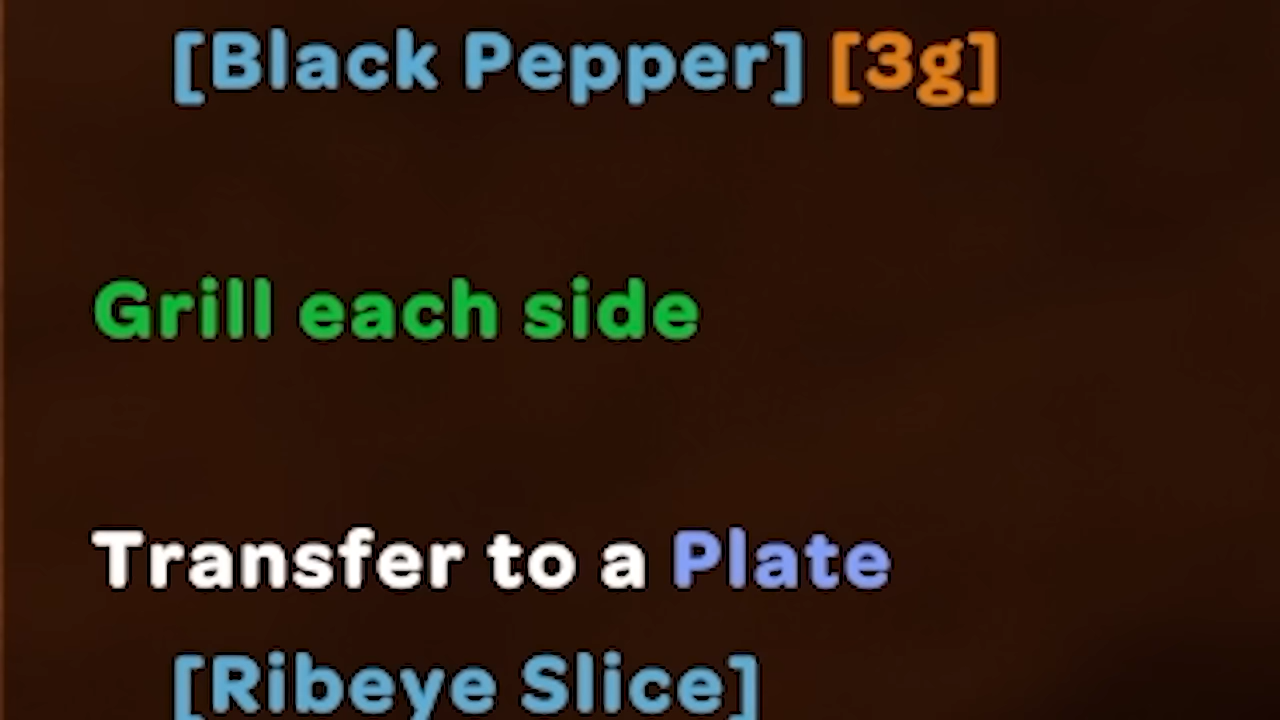 [Black Pepper] [3g]
Grill each side
Transfer to a Plate
[Ribeye Slice]